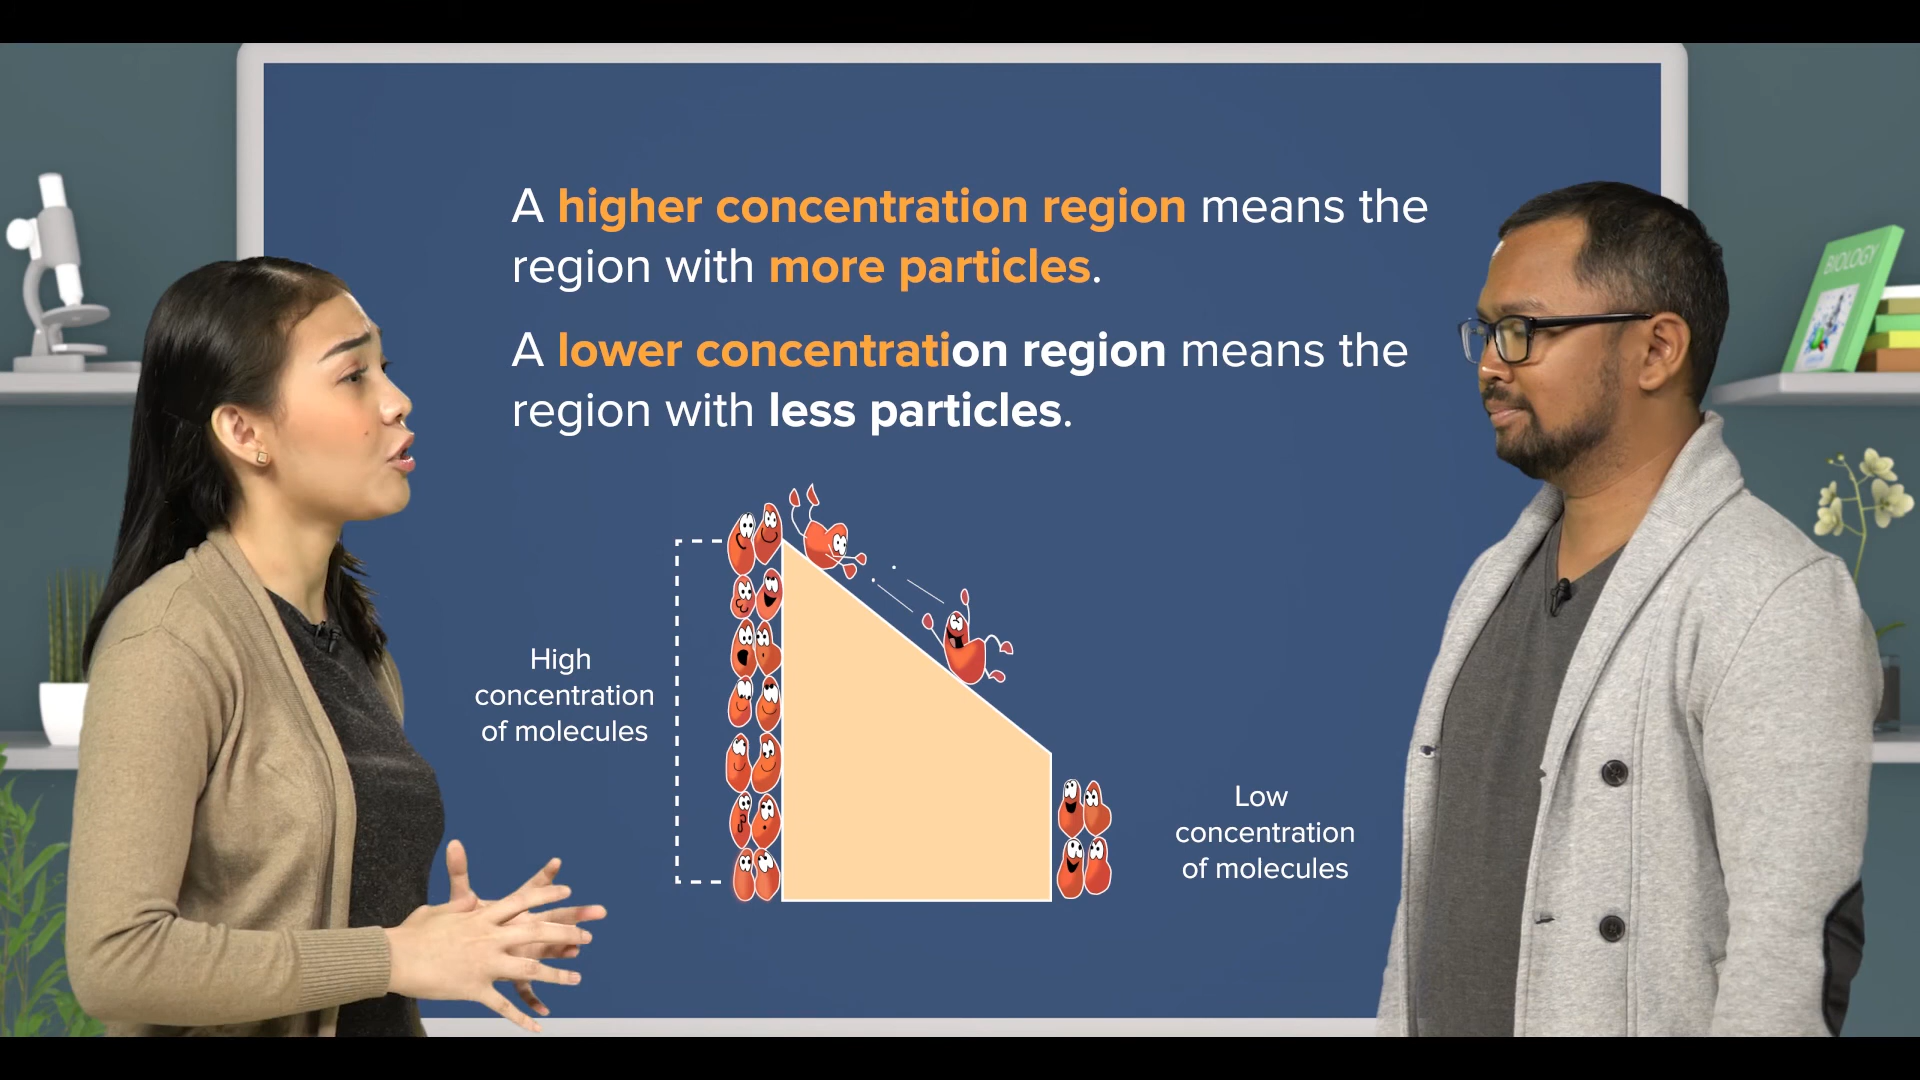 A higher concentration region means the
region with more particles.
A lower concentration region means the
region with less particles.
High
concentration
of molecules
Low
concentration
of molecules
BIOLOGY